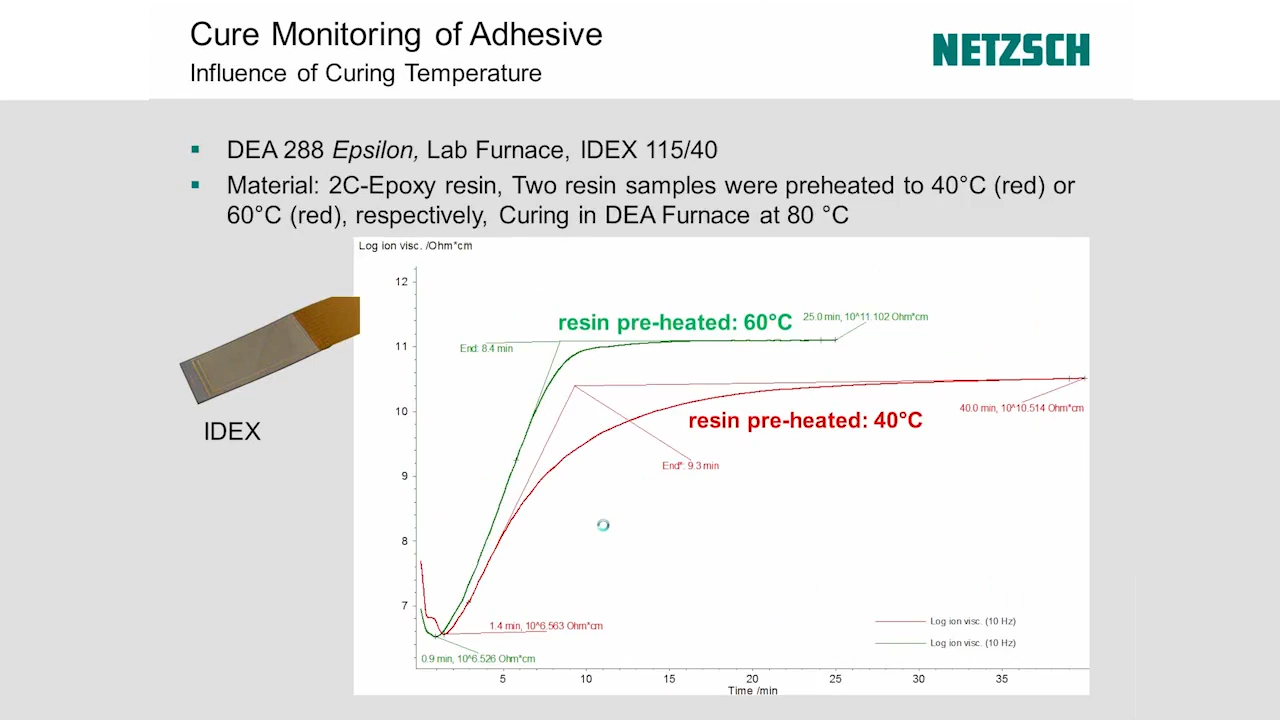 Cure Monitoring of Adhesive
Influence of Curing Temperature
NETZSCH
DEA 288 Epsilon, Lab Furnace, IDEX 115/40
Material: 2C-Epoxy resin, Two resin samples were preheated to 40°C (red) or
60°C (red), respectively, Curing in DEA Furnace at 80 °C
Log ion visc. /Ohm*cm
12
11
10
9
8
7
resin pre-heated: 60°C
25.0 min, 10^11.102 Ohm*cm
End: 8.4 min
40.0 min, 10^10.514 Ohm*cm
resin pre-heated: 40°C
End*: 9.3 min
IDEX
1.4 min, 10^6.563 Ohm*cm
0.9 min, 10^6.526 Ohm*cm
Log ion visc. (10 Hz)
Log ion visc. (10 Hz)
5 10 15 20 25 30 35
Time /min